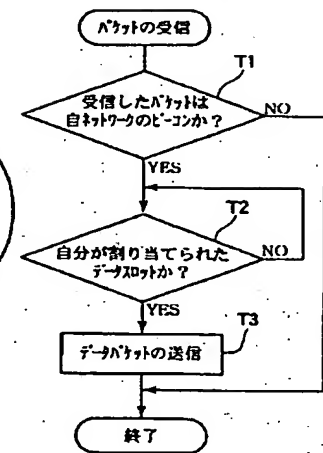 パケットの受信
T1
受信したパケットは
自ネットワークのビーコンか?
NO
YES
T2
自分が割り当てられた
データスロットか?
NO
YES
T3
データパケットの送信
終了